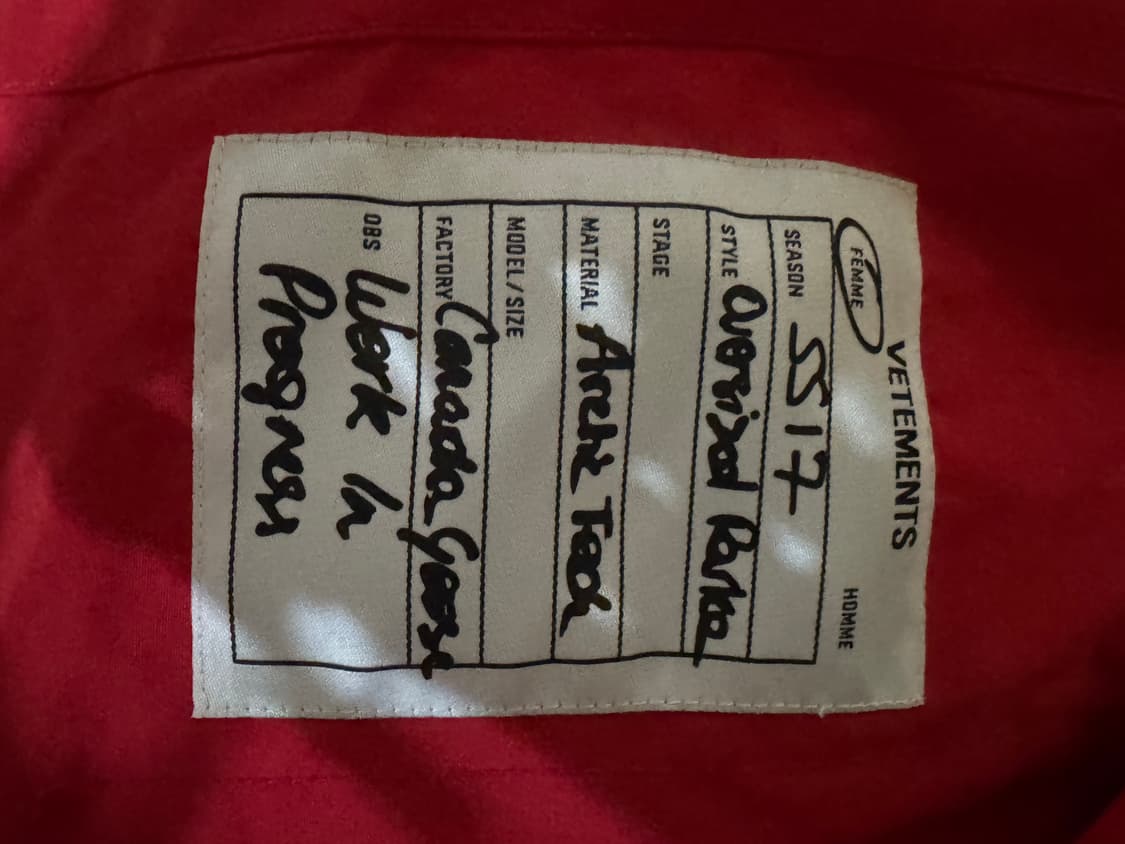 VETEMENTS
FEMME HOMME
SEASON SS17
STYLE Oversized Parka
STAGE
MATERIAL Arctic Tech
MODEL / SIZE
FACTORY Canada Goose
OBS Work In
Progress